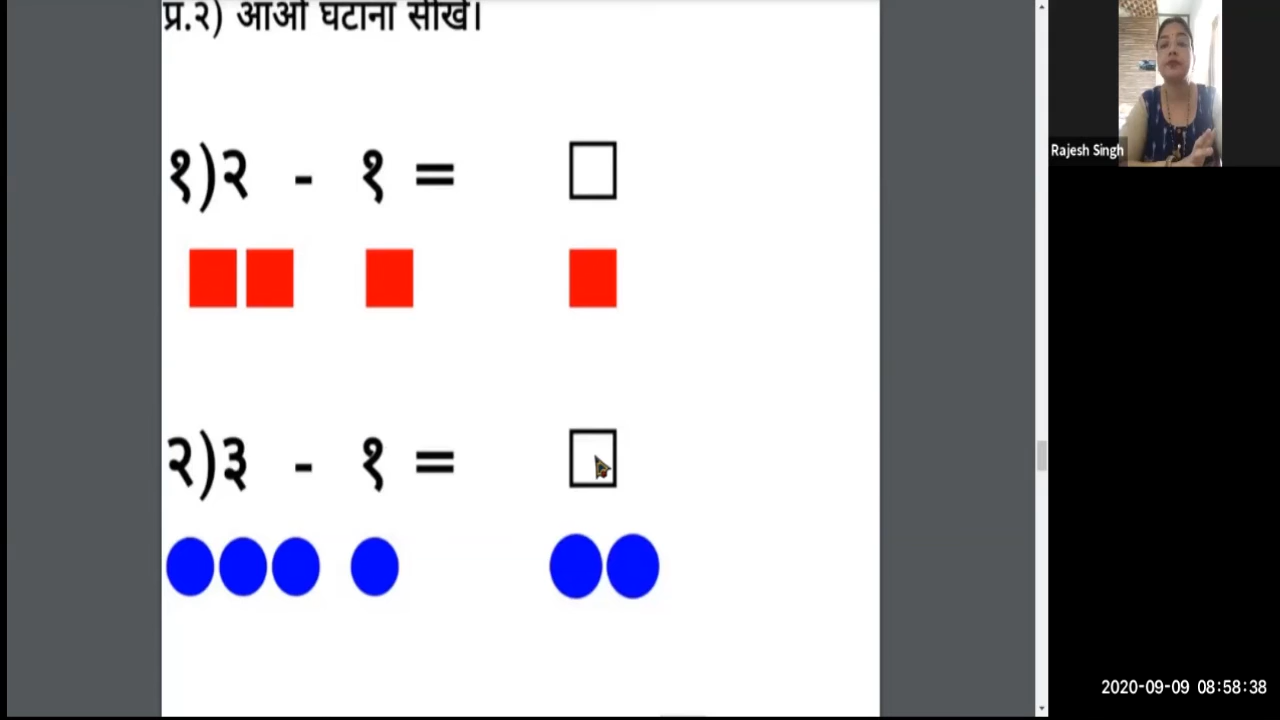 प्र.२) आओ घटाना सीखें।
१)२ - १ =
२)३ - १ =
Rajesh Singh
2020-09-09 08:58:38